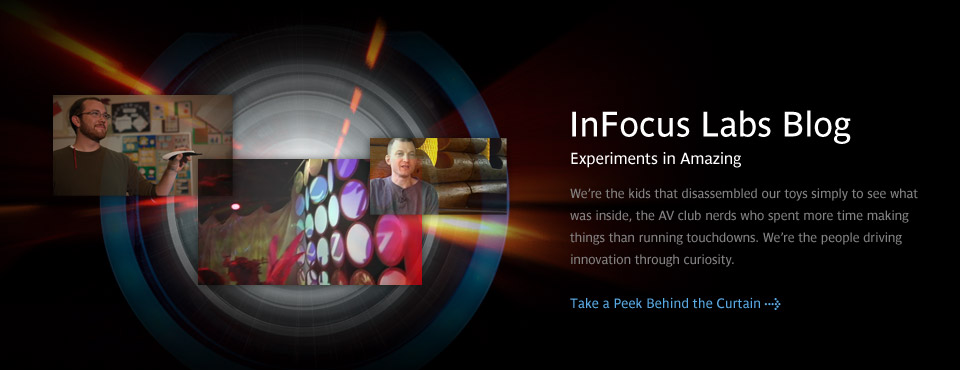 InFocus Labs Blog
Experiments in Amazing
We're the kids that disassembled our toys simply to see what
was inside, the AV club nerds who spent more time making
things than running touchdowns. We're the people driving
innovation through curiosity.
Take a Peek Behind the Curtain